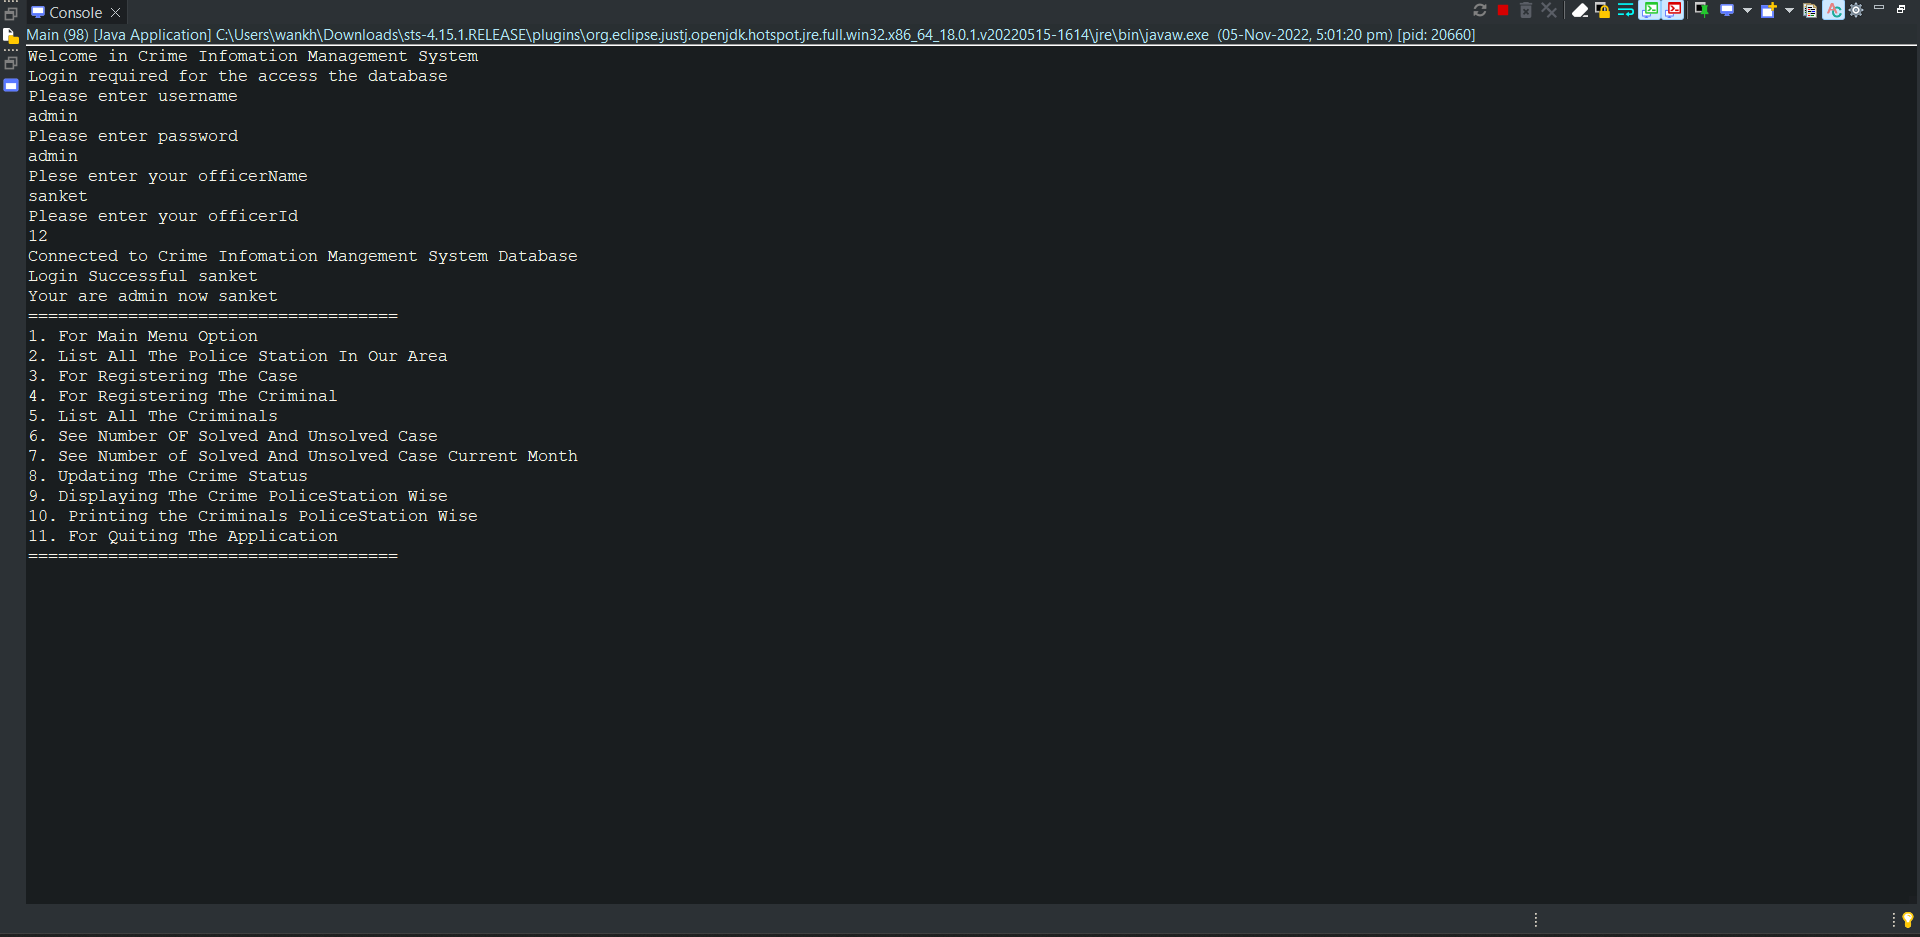 Console
Main (98) [Java Application] C:\Users\wankh\Downloads\sts-4.15.1.RELEASE\plugins\org.eclipse.justj.openjdk.hotspot.jre.full.win32.x86_64_18.0.1.v20220515-1614\jre\bin\javaw.exe  (05-Nov-2022, 5:01:20 pm) [pid: 20660]
Welcome in Crime Infomation Management System
Login required for the access the database
Please enter username
admin
Please enter password
admin
Plese enter your officerName
sanket
Please enter your officerId
12
Connected to Crime Infomation Mangement System Database
Login Successful sanket
Your are admin now sanket
=====================================
1. For Main Menu Option
2. List All The Police Station In Our Area
3. For Registering The Case
4. For Registering The Criminal
5. List All The Criminals
6. See Number OF Solved And Unsolved Case
7. See Number of Solved And Unsolved Case Current Month
8. Updating The Crime Status
9. Displaying The Crime PoliceStation Wise
10. Printing the Criminals PoliceStation Wise
11. For Quiting The Application
=====================================